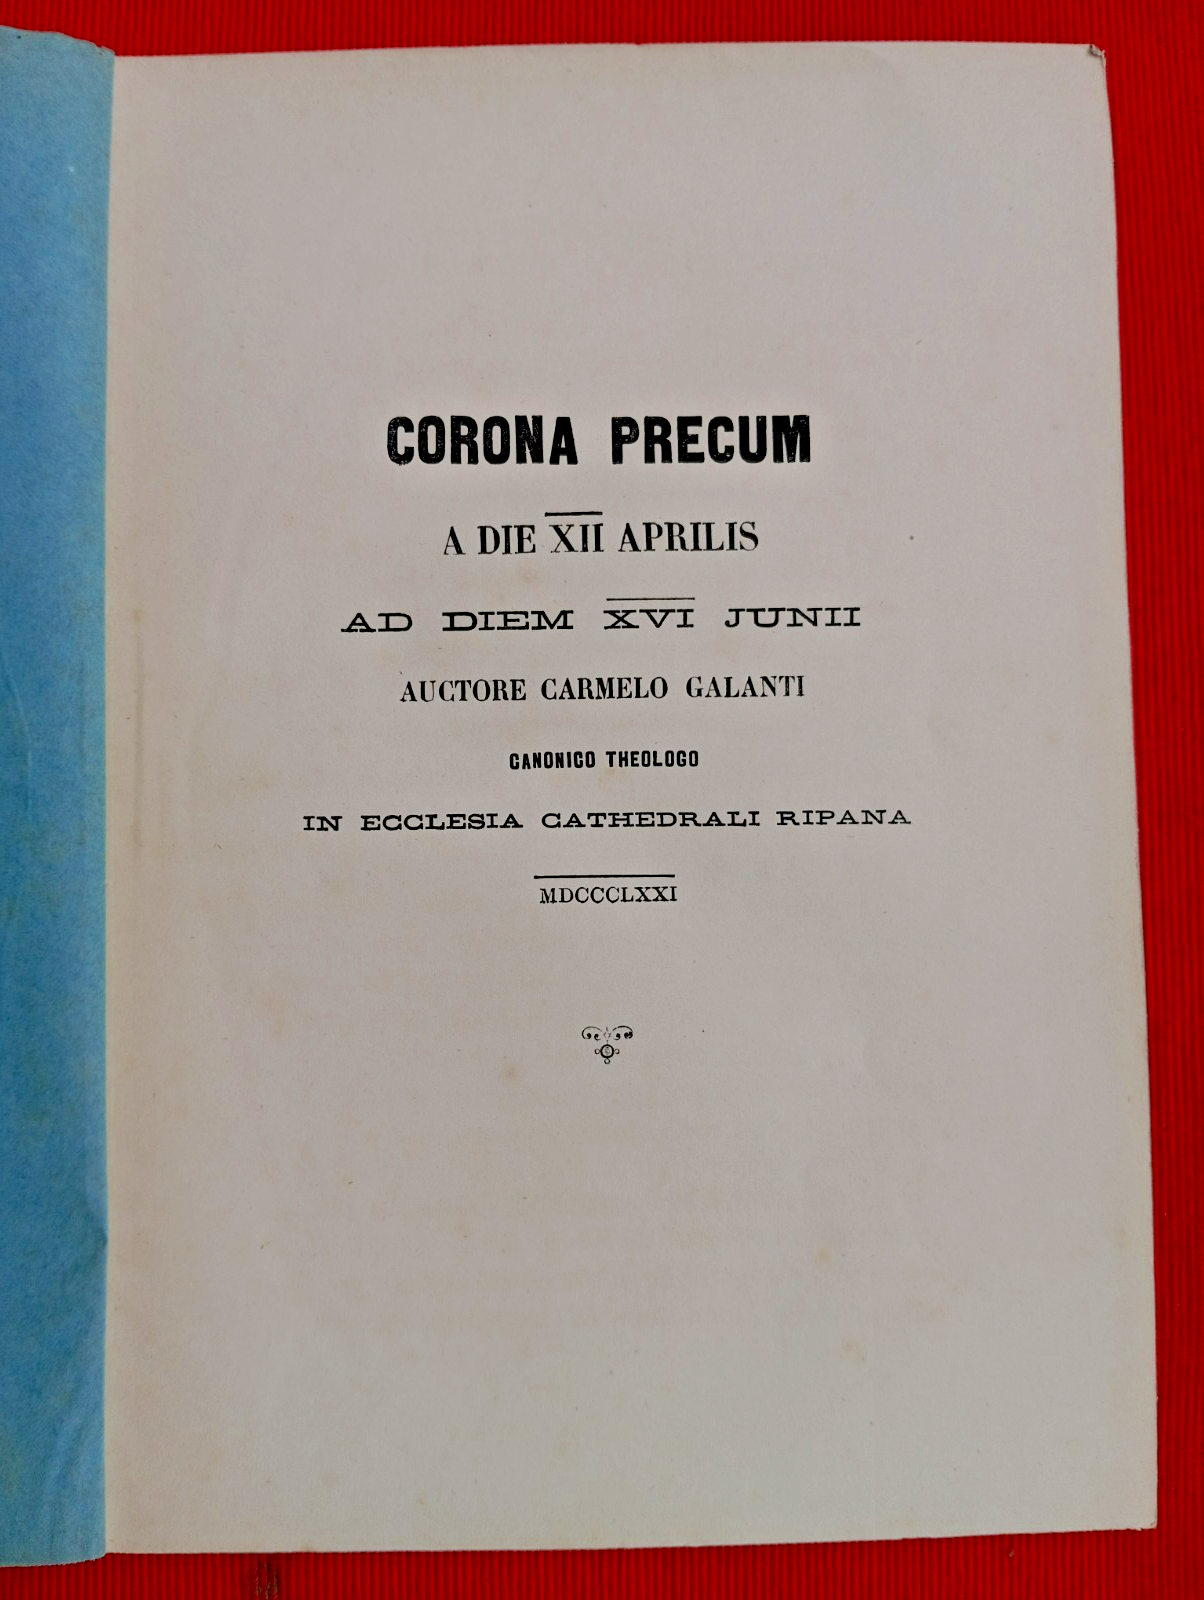 CORONA PRECUM
A DIE XII APRILIS
AD DIEM XVI JUNII
AUCTORE CARMELO GALANTI
CANONICO THEOLOGO
IN ECCLESIA CATHEDRALI RIPANA
MDCCCLXXI